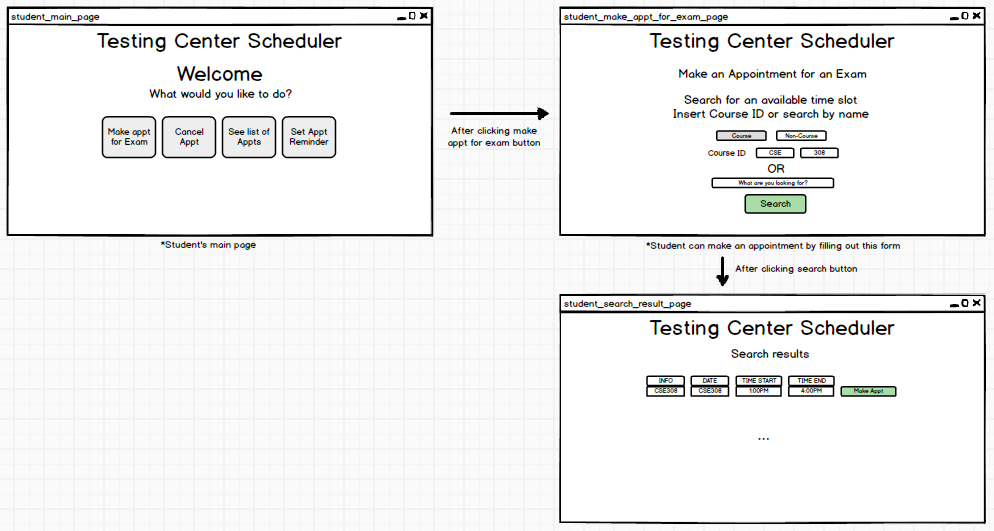 student_main_page
Testing Center Scheduler
Welcome
What would you like to do?
Make appt for Exam
Cancel Appt
See list of Appts
Set Appt Reminder
*Student's main page
After clicking make
appt for exam button
student_make_appt_for_exam_page
Testing Center Scheduler
Make an Appointment for an Exam
Search for an available time slot
Insert Course ID or search by name
Course Non-Course
Course ID CSE 308
OR
What are you looking for?
Search
*Student can make an appointment by filling out this form
After clicking search button
student_search_result_page
Testing Center Scheduler
Search results
INFO DATE TIME START TIME END
CSE308 CSE308 1:00PM 4:00PM Make Appt
...